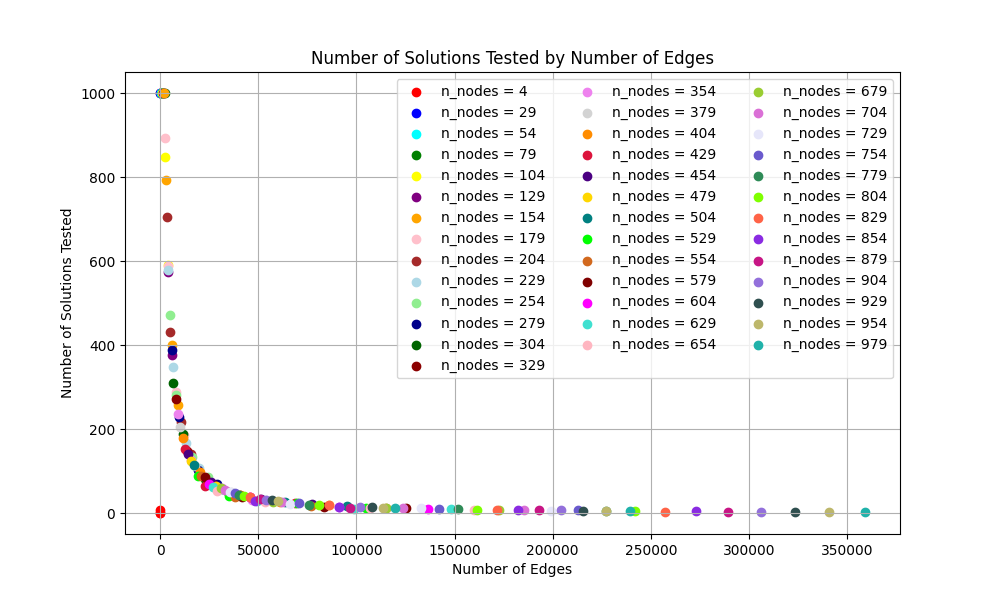 Number of Solutions Tested by Number of Edges
Number of Solutions Tested
1000
800
600
400
200
0
n_nodes = 4
n_nodes = 29
n_nodes = 54
n_nodes = 79
n_nodes = 104
n_nodes = 129
n_nodes = 154
n_nodes = 179
n_nodes = 204
n_nodes = 229
n_nodes = 254
n_nodes = 279
n_nodes = 304
n_nodes = 329
n_nodes = 354
n_nodes = 379
n_nodes = 404
n_nodes = 429
n_nodes = 454
n_nodes = 479
n_nodes = 504
n_nodes = 529
n_nodes = 554
n_nodes = 579
n_nodes = 604
n_nodes = 629
n_nodes = 654
n_nodes = 679
n_nodes = 704
n_nodes = 729
n_nodes = 754
n_nodes = 779
n_nodes = 804
n_nodes = 829
n_nodes = 854
n_nodes = 879
n_nodes = 904
n_nodes = 929
n_nodes = 954
n_nodes = 979
0 50000 100000 150000 200000 250000 300000 350000
Number of Edges